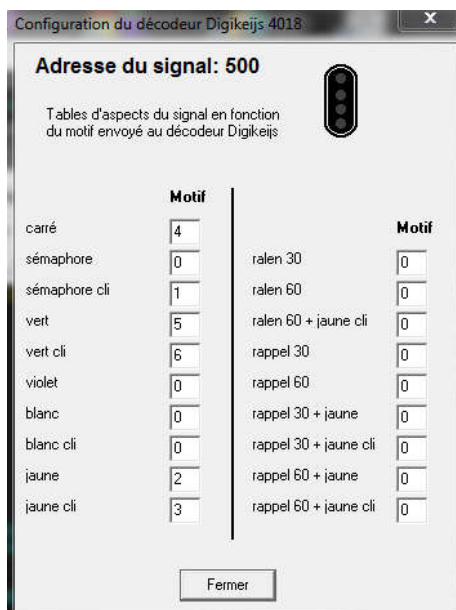 Configuration du décodeur Digikeijs 4018
X
Adresse du signal: 500
Tables d'aspects du signal en fonction
du motif envoyé au décodeur Digikeijs
Motif
carré 4
sémaphore 0
sémaphore cli 1
vert 5
vert cli 6
violet 0
blanc 0
blanc cli 0
jaune 2
jaune cli 3
Motif
ralen 30 0
ralen 60 0
ralen 60 + jaune cli 0
rappel 30 0
rappel 60 0
rappel 30 + jaune 0
rappel 30 + jaune cli 0
rappel 60 + jaune 0
rappel 60 + jaune cli 0
Fermer